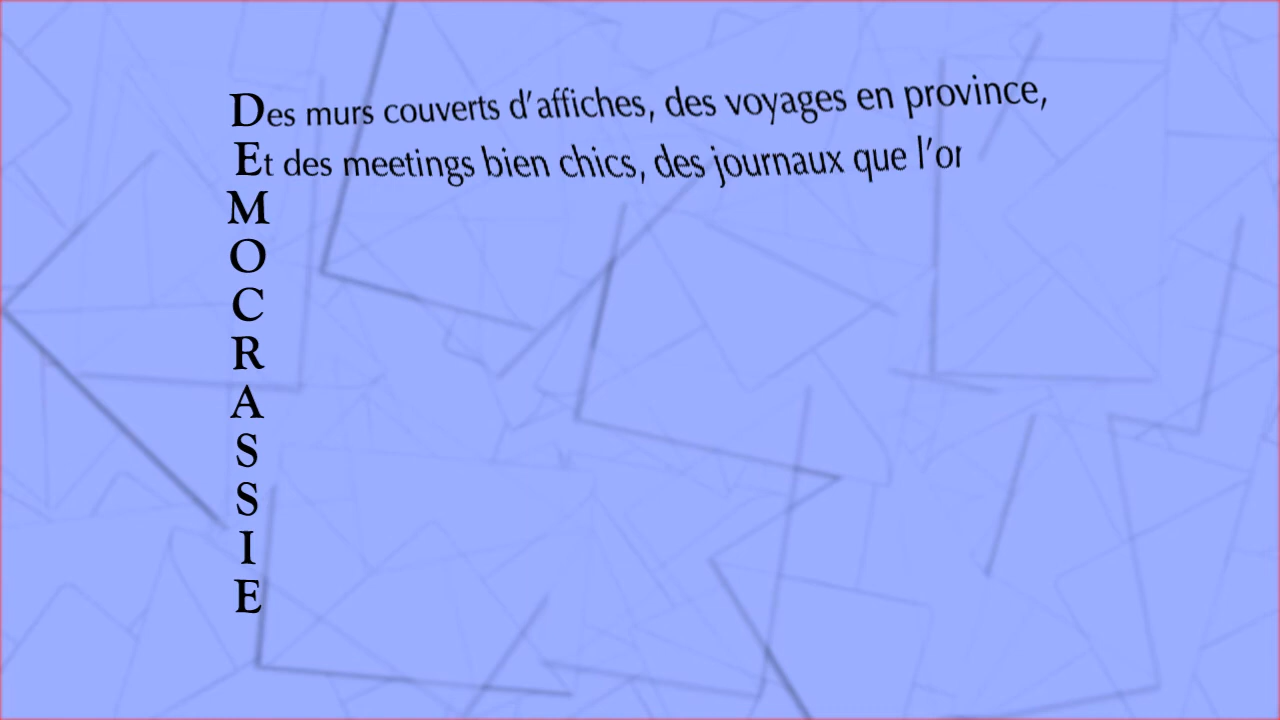 Des murs couverts d'affiches, des voyages en province,
Et des meetings bien chics, des journaux que l'
M
O
C
R
A
S
S
I
E